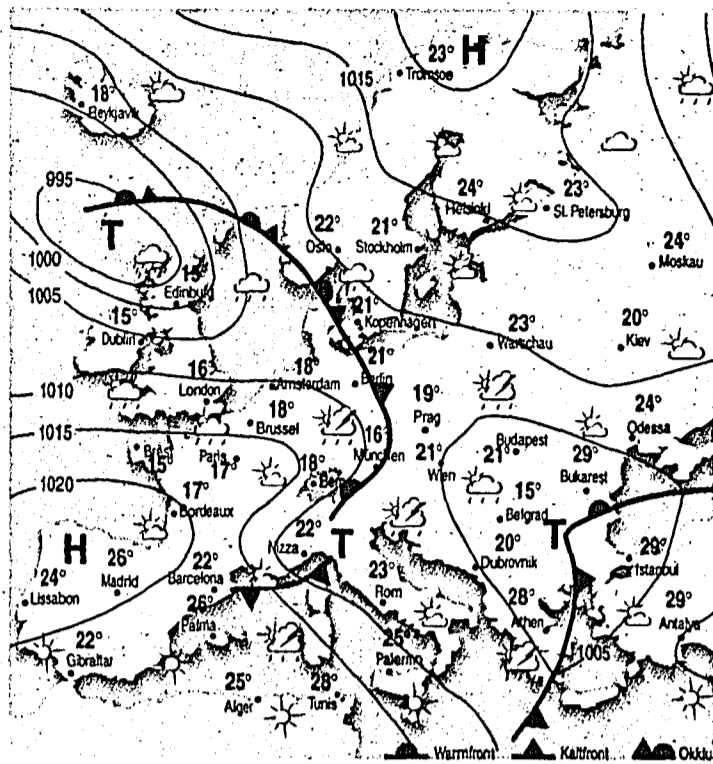 23° H
Tromsoe
1015
18°
Reykjavik
995
T
1000
1005
24°
Helsinki
23°
St. Petersburg
22°
Oslo
21°
Stockholm
24°
Moskau
15°
Edinburg
21°
Kopenhagen
15°
Dublin
23°
Warschau
20°
Kiev
1010
16°
London
18°
Amsterdam
21°
Berlin
1015
18°
Brussel
19°
Prag
24°
Odessa
Brest
15°
Paris
17°
16
München
21°
Wien
Budapest
21°
29°
Bukarest
1020
17°
Bordeaux
18°
Bern
15°
Belgrad
H
T
T
22°
Nizza
20°
Dubrovnik
29°
Istanbul
24°
Lissabon
26°
Madrid
22°
Barcelona
26°
Palma
23°
Rom
28°
Athen
29°
Antalya
22°
Gibraltar
25°
Palermo
1005
25°
Alger
28°
Tunis
Warmfront Kaltfront